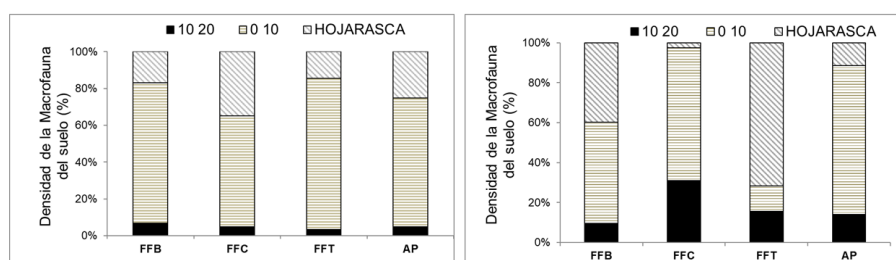 10 20 0 10 HOJARASCA
Densidad de la Macrofauna
del suelo (%)
100%
80%
60%
40%
20%
0%
FFB FFC FFT AP
10 20 0 10 HOJARASCA
Densidad de la Macrofauna
del suelo (%)
100%
80%
60%
40%
20%
0%
FFB FFC FFT AP